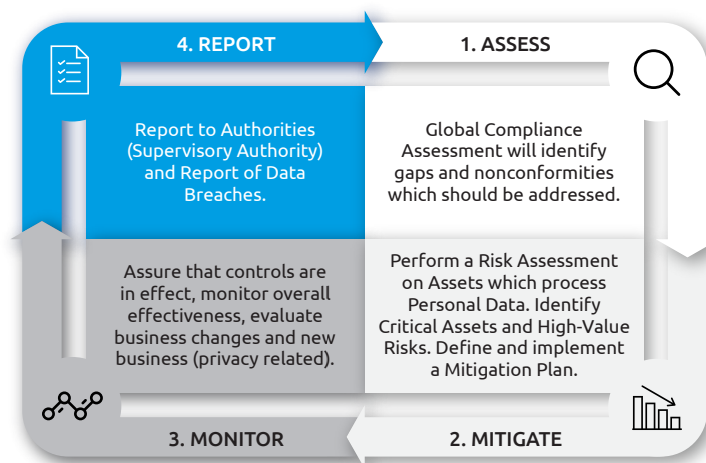 4. REPORT
1. ASSESS
Report to Authorities
(Supervisory Authority)
and Report of Data
Breaches.
Global Compliance
Assessment will identify
gaps and nonconformities
which should be addressed.
Assure that controls are
in effect, monitor overall
effectiveness, evaluate
business changes and new
business (privacy related).
Perform a Risk Assessment
on Assets which process
Personal Data. Identify
Critical Assets and High-Value
Risks. Define and implement
a Mitigation Plan.
3. MONITOR
2. MITIGATE